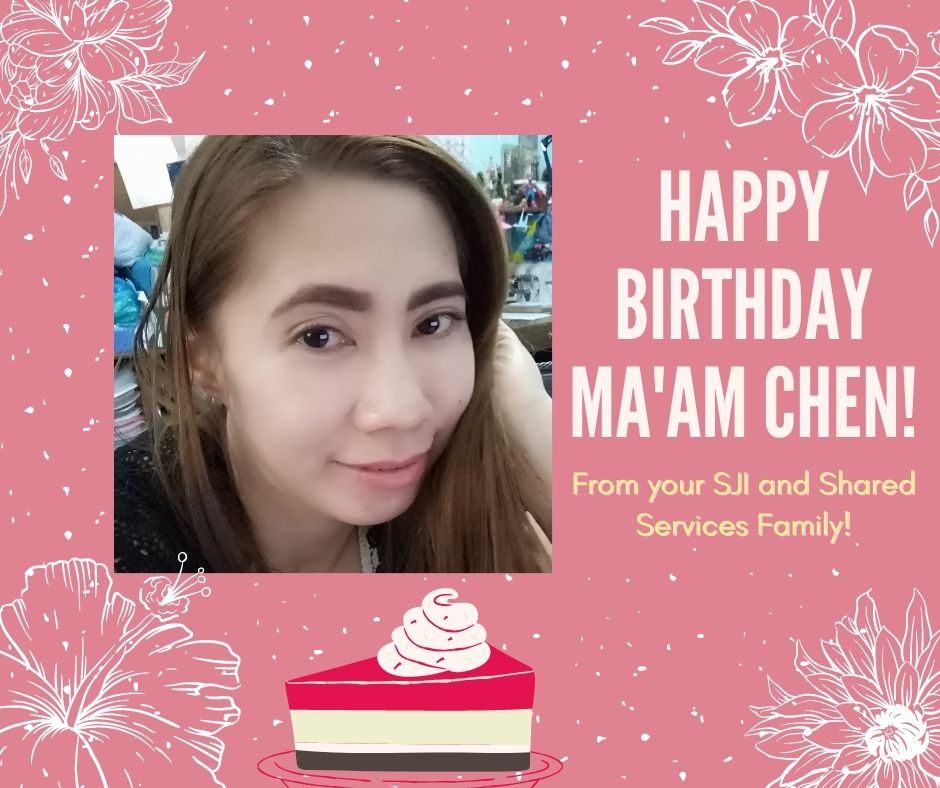 HAPPY
BIRTHDAY
MA'AM CHEN!
From your SJI and Shared
Services Family!